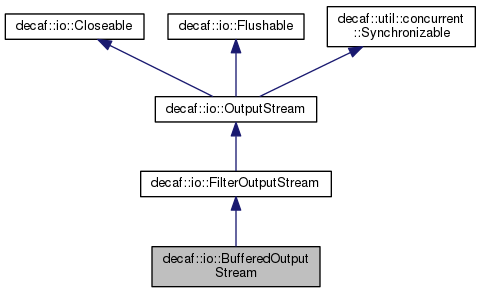 decaf::io::Closeable
decaf::io::Flushable
decaf::util::concurrent
::Synchronizable
decaf::io::OutputStream
decaf::io::FilterOutputStream
decaf::io::BufferedOutput
Stream